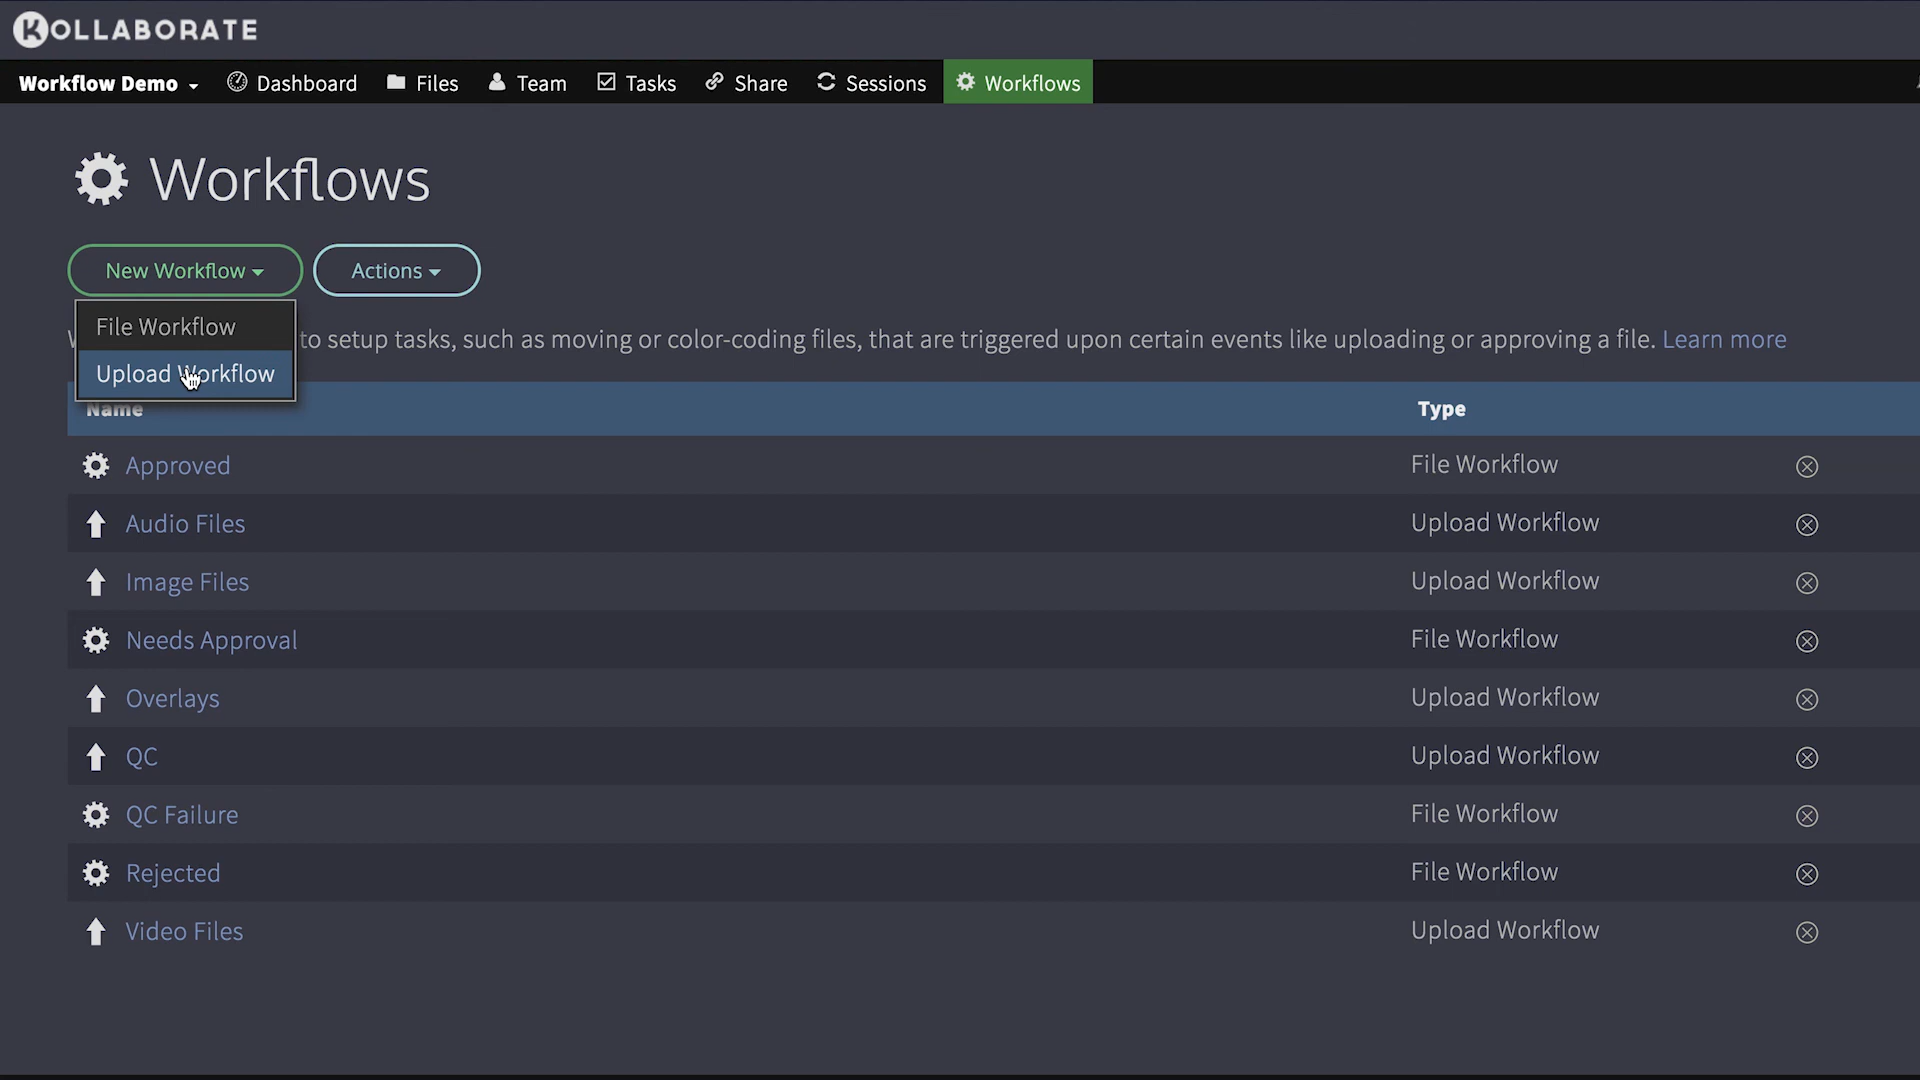 KOLLABORATE
Workflow Demo Dashboard Files Team Tasks Share Sessions Workflows
Workflows
New Workflow Actions
File Workflow
to setup tasks, such as moving or color-coding files, that are triggered upon certain events like uploading or approving a file. Learn more
Upload Workflow
Name Type
Approved File Workflow
Audio Files Upload Workflow
Image Files Upload Workflow
Needs Approval File Workflow
Overlays Upload Workflow
QC Upload Workflow
QC Failure File Workflow
Rejected File Workflow
Video Files Upload Workflow